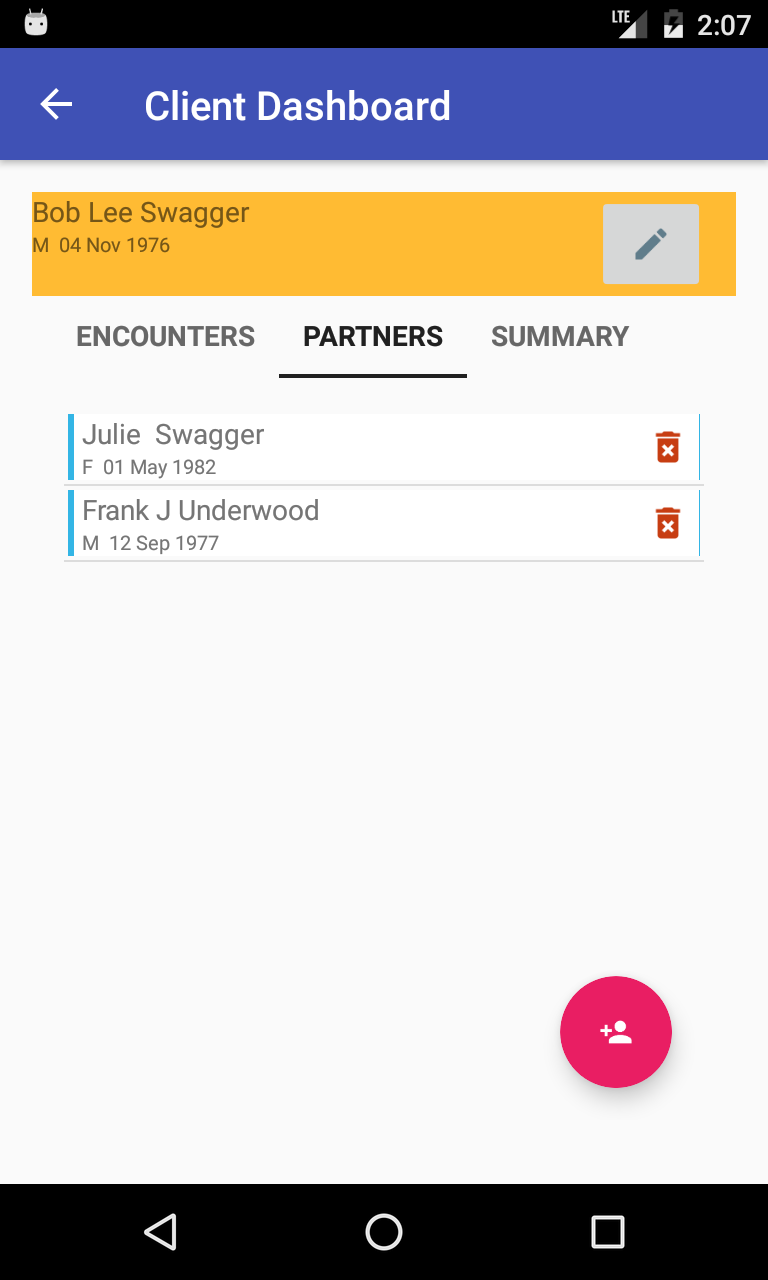 LTE 2:07
Client Dashboard
Bob Lee Swagger
M 04 Nov 1976
ENCOUNTERS PARTNERS SUMMARY
Julie Swagger
F 01 May 1982
Frank J Underwood
M 12 Sep 1977